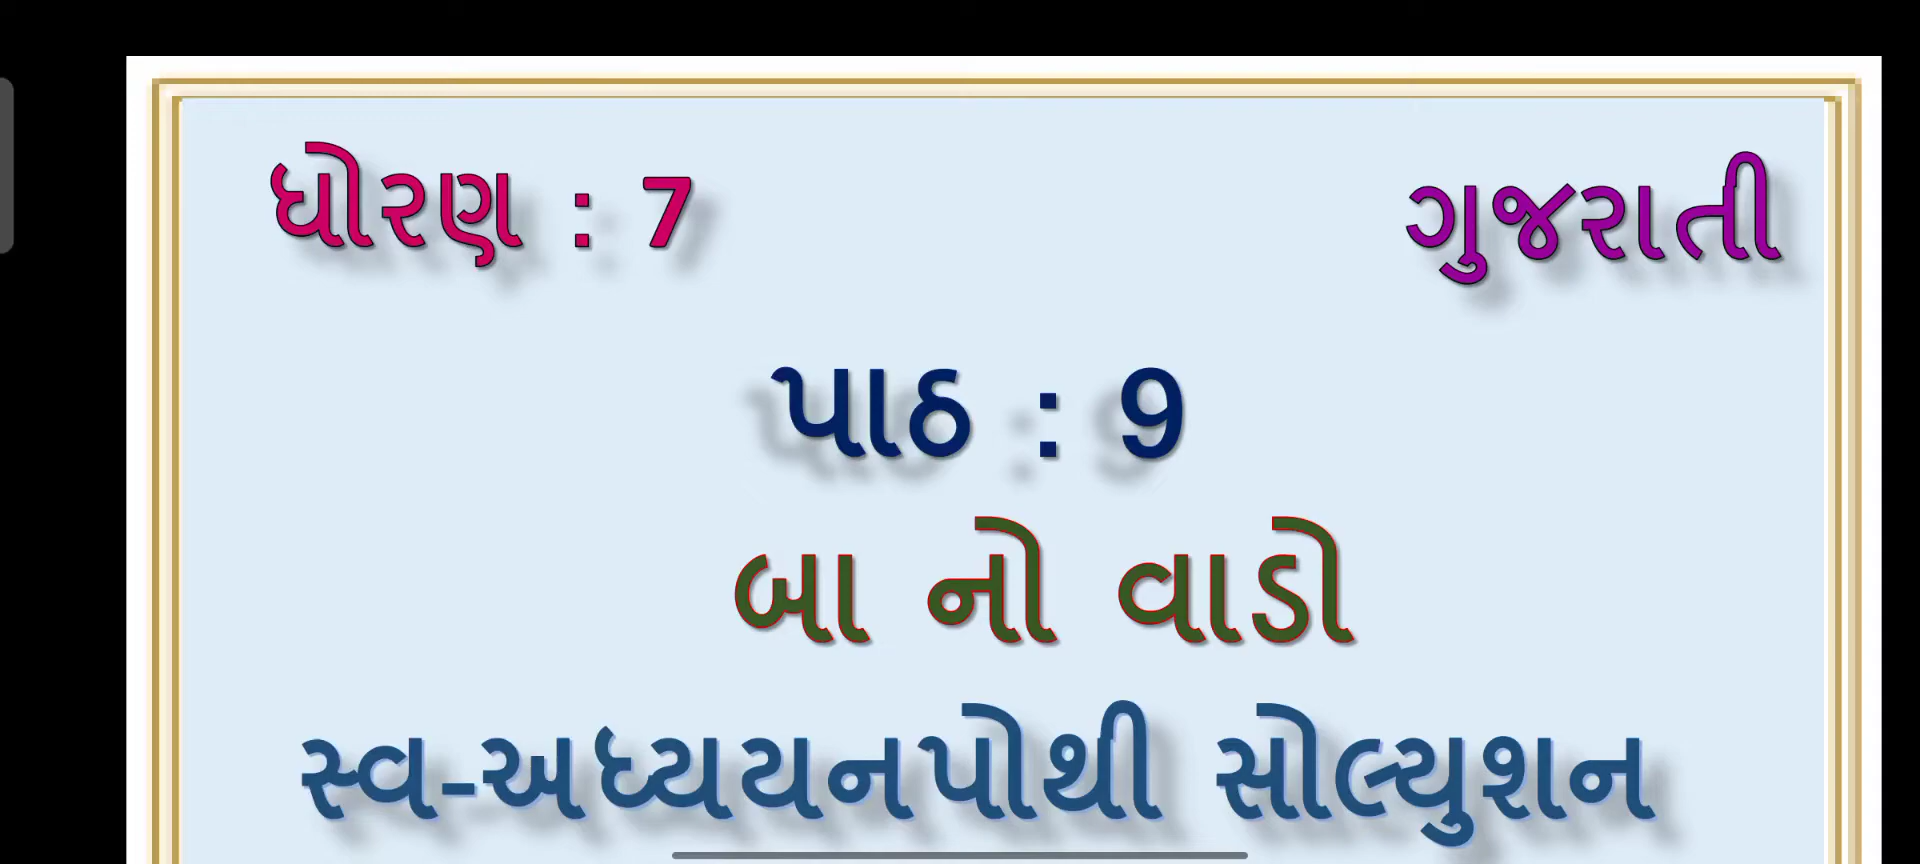 ધોરણ : 7
ગુજરાતી
પાઠ : 9
બા નો વાડો
સ્વ-અધ્યયનપોથી સોલ્યુશન